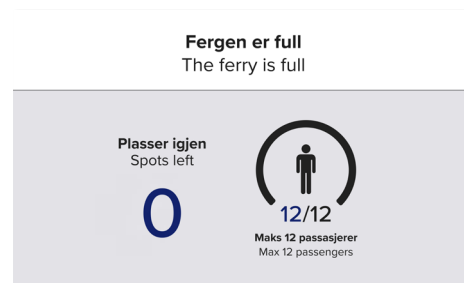 Fergen er full
The ferry is full
Plasser igjen
Spots left
0
12/12
Maks 12 passasjerer
Max 12 passengers